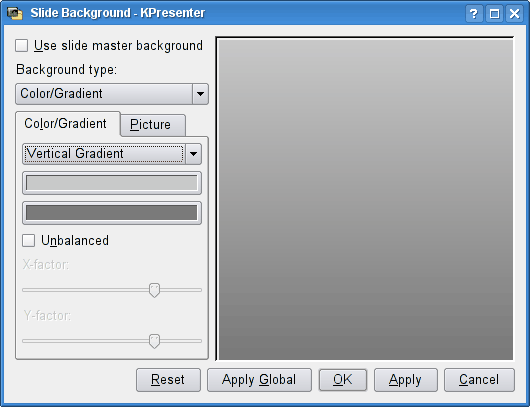 Slide Background - KPresenter
Use slide master background
Background type:
Color/Gradient
Color/Gradient
Picture
Vertical Gradient
Unbalanced
X-factor:
Y-factor:
Reset
Apply Global
OK
Apply
Cancel